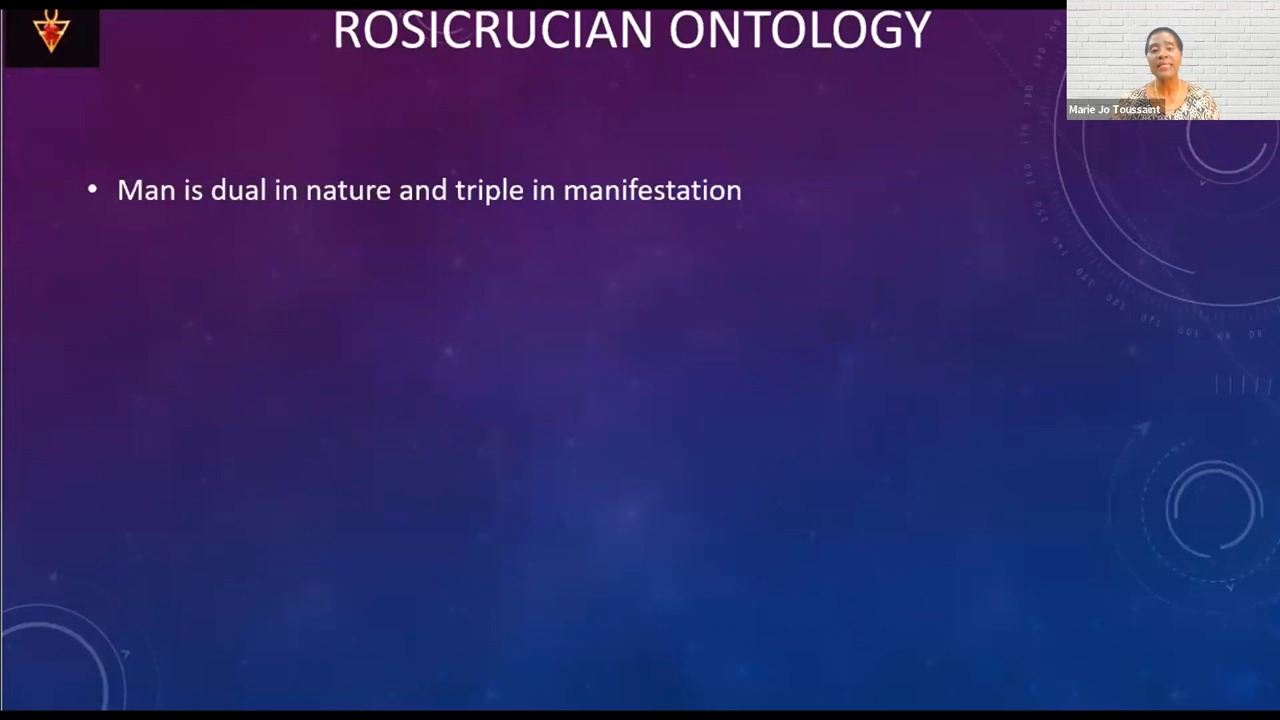 ROSICRUCIAN ONTOLOGY
Marie Jo Toussaint
• Man is dual in nature and triple in manifestation